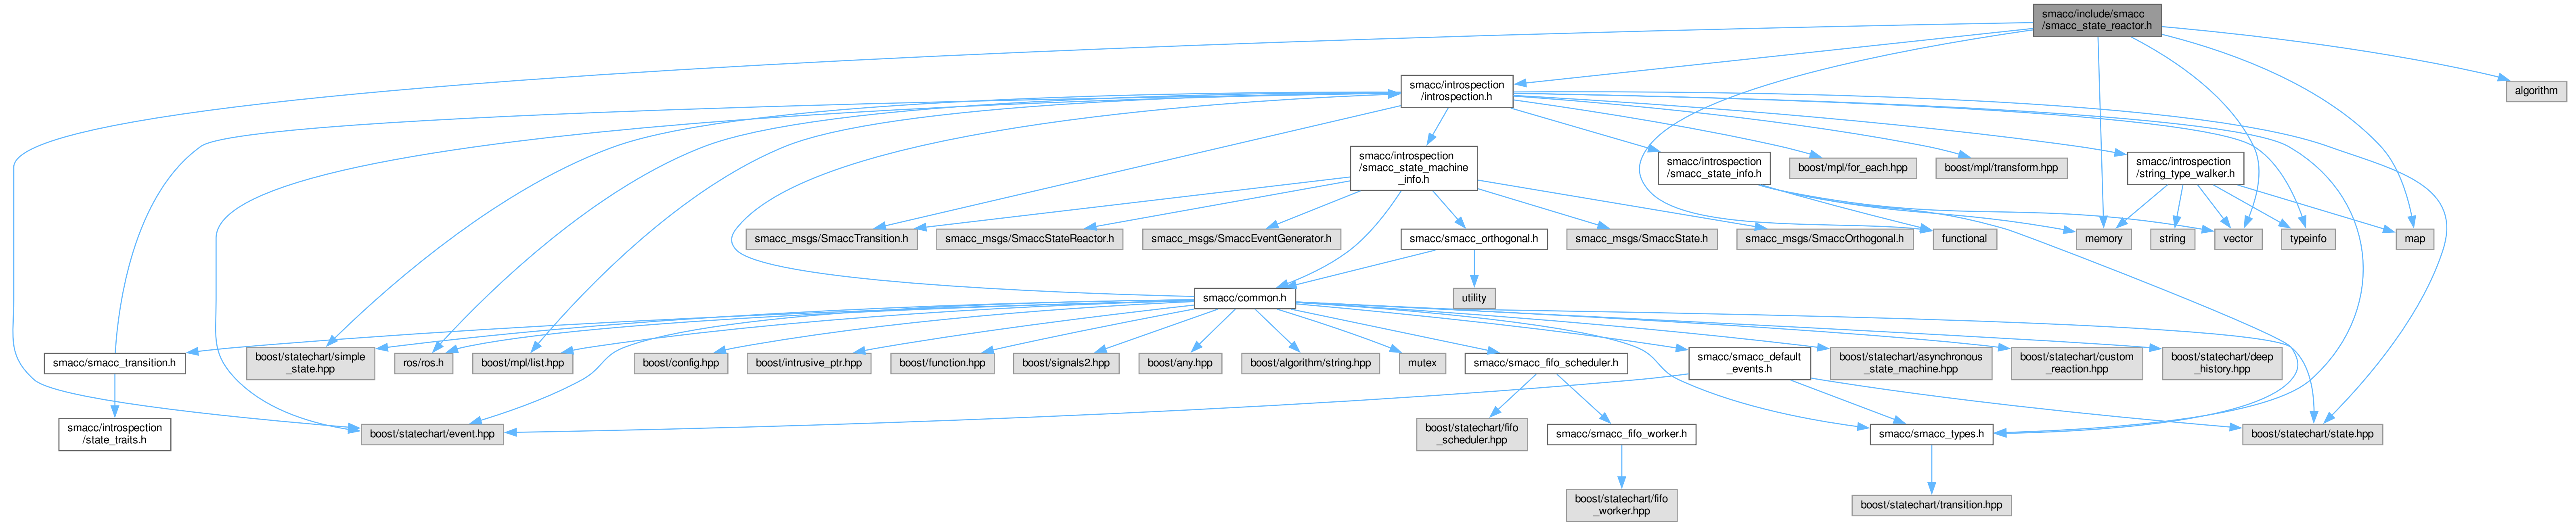 smacc/include/smacc
/smacc_state_reactor.h
smacc/introspection
/introspection.h
algorithm
smacc/introspection
/smacc_state_machine
_info.h
smacc/introspection
/smacc_state_info.h
boost/mpl/for_each.hpp
boost/mpl/transform.hpp
smacc/introspection
/string_type_walker.h
smacc_msgs/SmaccTransition.h
smacc_msgs/SmaccStateReactor.h
smacc_msgs/SmaccEventGenerator.h
smacc/smacc_orthogonal.h
smacc_msgs/SmaccState.h
smacc_msgs/SmaccOrthogonal.h
functional
memory
string
vector
typeinfo
map
smacc/common.h
utility
smacc/smacc_transition.h
boost/statechart/simple
_state.hpp
ros/ros.h
boost/mpl/list.hpp
boost/config.hpp
boost/intrusive_ptr.hpp
boost/function.hpp
boost/signals2.hpp
boost/any.hpp
boost/algorithm/string.hpp
mutex
smacc/smacc_fifo_scheduler.h
smacc/smacc_default
_events.h
boost/statechart/asynchronous
_state_machine.hpp
boost/statechart/custom
_reaction.hpp
boost/statechart/deep
_history.hpp
smacc/introspection
/state_traits.h
boost/statechart/event.hpp
boost/statechart/fifo
_scheduler.hpp
smacc/smacc_fifo_worker.h
smacc/smacc_types.h
boost/statechart/state.hpp
boost/statechart/fifo
_worker.hpp
boost/statechart/transition.hpp